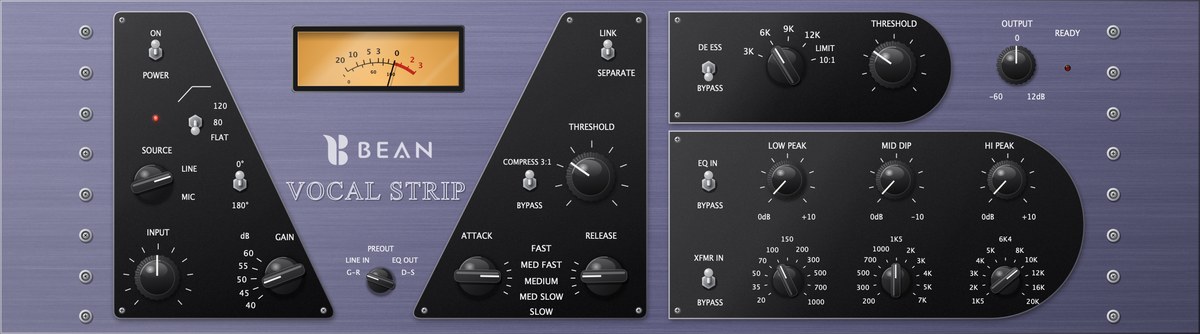 ON
POWER
120
80
FLAT
SOURCE
LINE
MIC
0°
180°
INPUT
dB
GAIN
60
55
50
45
40
20 10 5 3 0 2 3
0 60 100
BEAN
VOCAL STRIP
PREOUT
LINE IN EQ OUT
G-R D-S
LINK
SEPARATE
THRESHOLD
COMPRESS 3:1
BYPASS
ATTACK
RELEASE
FAST
MED FAST
MEDIUM
MED SLOW
SLOW
DE ESS
BYPASS
3K
6K
9K
12K
LIMIT
10:1
THRESHOLD
OUTPUT
0
-60 12dB
READY
EQ IN
BYPASS
LOW PEAK
0dB +10
MID DIP
0dB -10
HI PEAK
0dB +10
XFMR IN
BYPASS
150
100 200
70 300
50 400
35 500
30 700
20 1000
1K5
1000 2K
700 3K
500 4K
300 5K
200 7K
6K4
5K 8K
4K 10K
3K 12K
2K 16K
1K5 20K